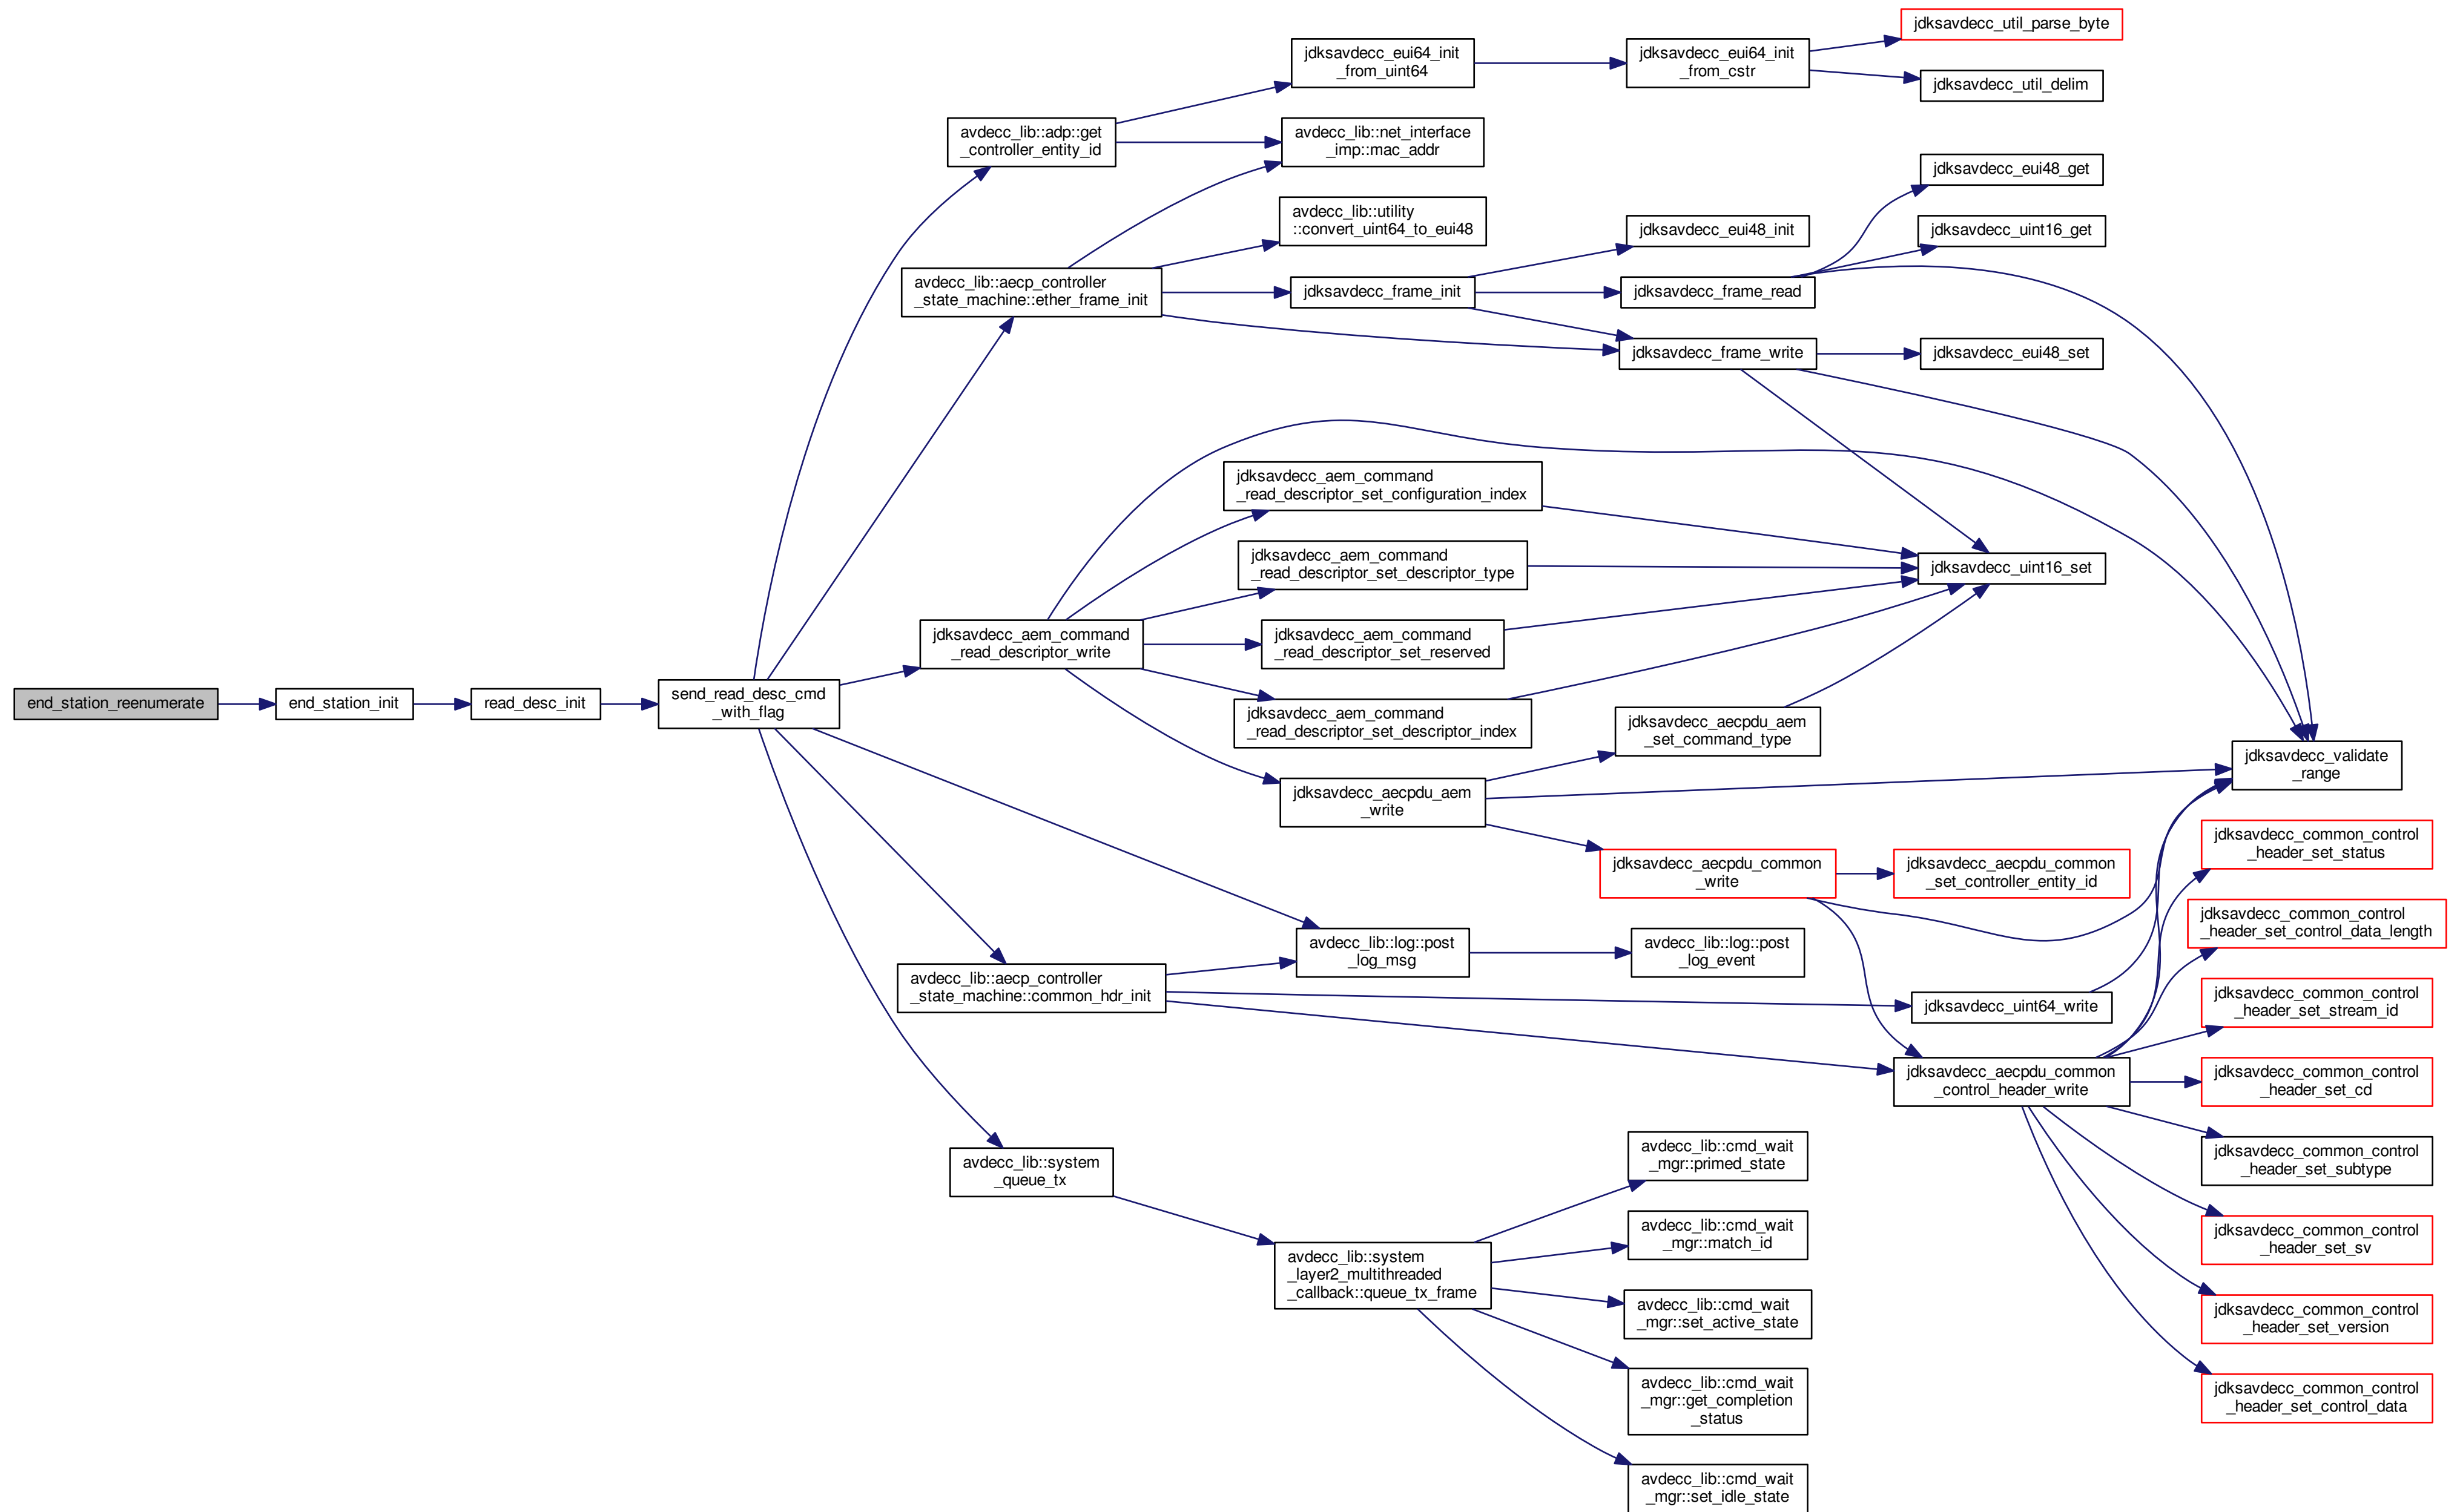 end_station_reenumerate
end_station_init
read_desc_init
send_read_desc_cmd
_with_flag
avdecc_lib::adp::get
_controller_entity_id
avdecc_lib::aecp_controller
_state_machine::ether_frame_init
jdksavdecc_aem_command
_read_descriptor_write
avdecc_lib::aecp_controller
_state_machine::common_hdr_init
avdecc_lib::system
_queue_tx
jdksavdecc_eui64_init
_from_uint64
avdecc_lib::net_interface
_imp::mac_addr
avdecc_lib::utility
::convert_uint64_to_eui48
jdksavdecc_frame_init
jdksavdecc_aem_command
_read_descriptor_set_configuration_index
jdksavdecc_aem_command
_read_descriptor_set_descriptor_type
jdksavdecc_aem_command
_read_descriptor_set_reserved
jdksavdecc_aem_command
_read_descriptor_set_descriptor_index
jdksavdecc_aecpdu_aem
_write
avdecc_lib::log::post
_log_msg
avdecc_lib::system
_layer2_multithreaded
_callback::queue_tx_frame
jdksavdecc_eui64_init
_from_cstr
jdksavdecc_eui48_init
jdksavdecc_frame_read
jdksavdecc_frame_write
jdksavdecc_aecpdu_aem
_set_command_type
jdksavdecc_aecpdu_common
_write
avdecc_lib::log::post
_log_event
avdecc_lib::cmd_wait
_mgr::primed_state
avdecc_lib::cmd_wait
_mgr::match_id
avdecc_lib::cmd_wait
_mgr::set_active_state
avdecc_lib::cmd_wait
_mgr::get_completion
_status
avdecc_lib::cmd_wait
_mgr::set_idle_state
jdksavdecc_util_parse_byte
jdksavdecc_util_delim
jdksavdecc_eui48_get
jdksavdecc_uint16_get
jdksavdecc_eui48_set
jdksavdecc_uint16_set
jdksavdecc_aecpdu_common
_set_controller_entity_id
jdksavdecc_uint64_write
jdksavdecc_aecpdu_common
_control_header_write
jdksavdecc_validate
_range
jdksavdecc_common_control
_header_set_status
jdksavdecc_common_control
_header_set_control_data_length
jdksavdecc_common_control
_header_set_stream_id
jdksavdecc_common_control
_header_set_cd
jdksavdecc_common_control
_header_set_subtype
jdksavdecc_common_control
_header_set_sv
jdksavdecc_common_control
_header_set_version
jdksavdecc_common_control
_header_set_control_data